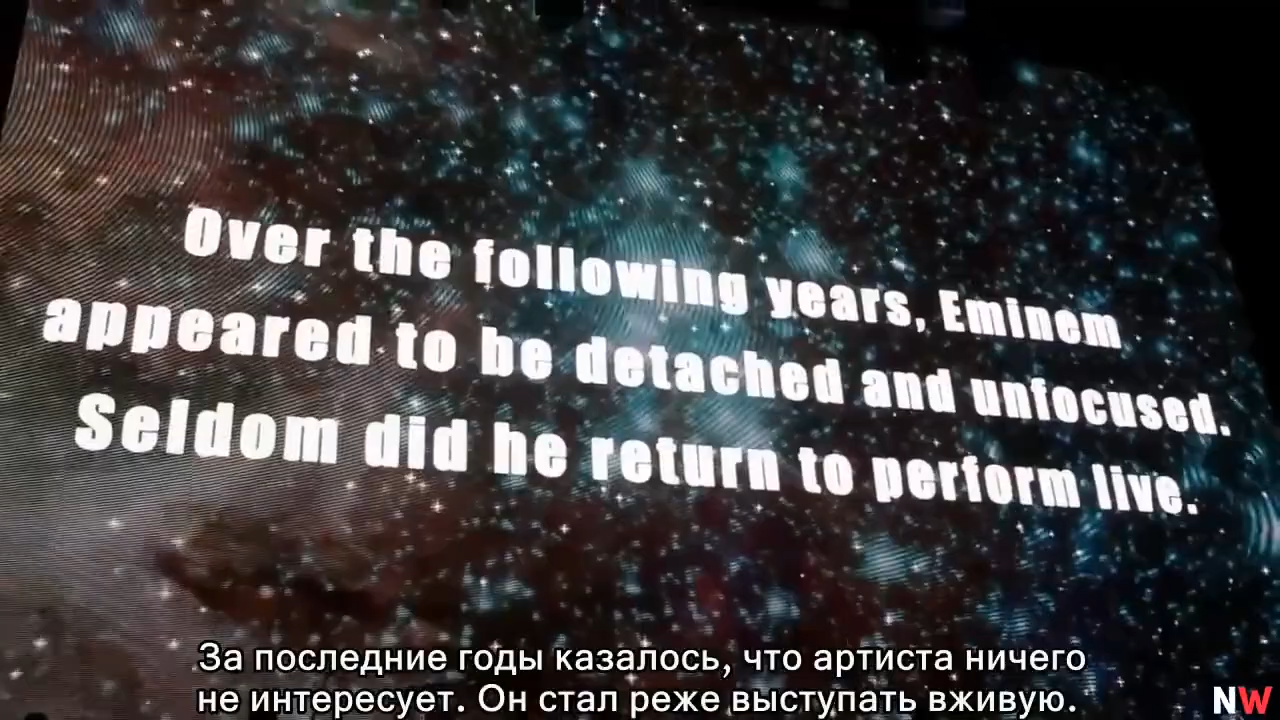 Over the following years, Eminem
appeared to be detached and unfocused.
Seldom did he return to perform live.
За последние годы казалось, что артиста ничего
не интересует. Он стал реже выступать вживую.
NW